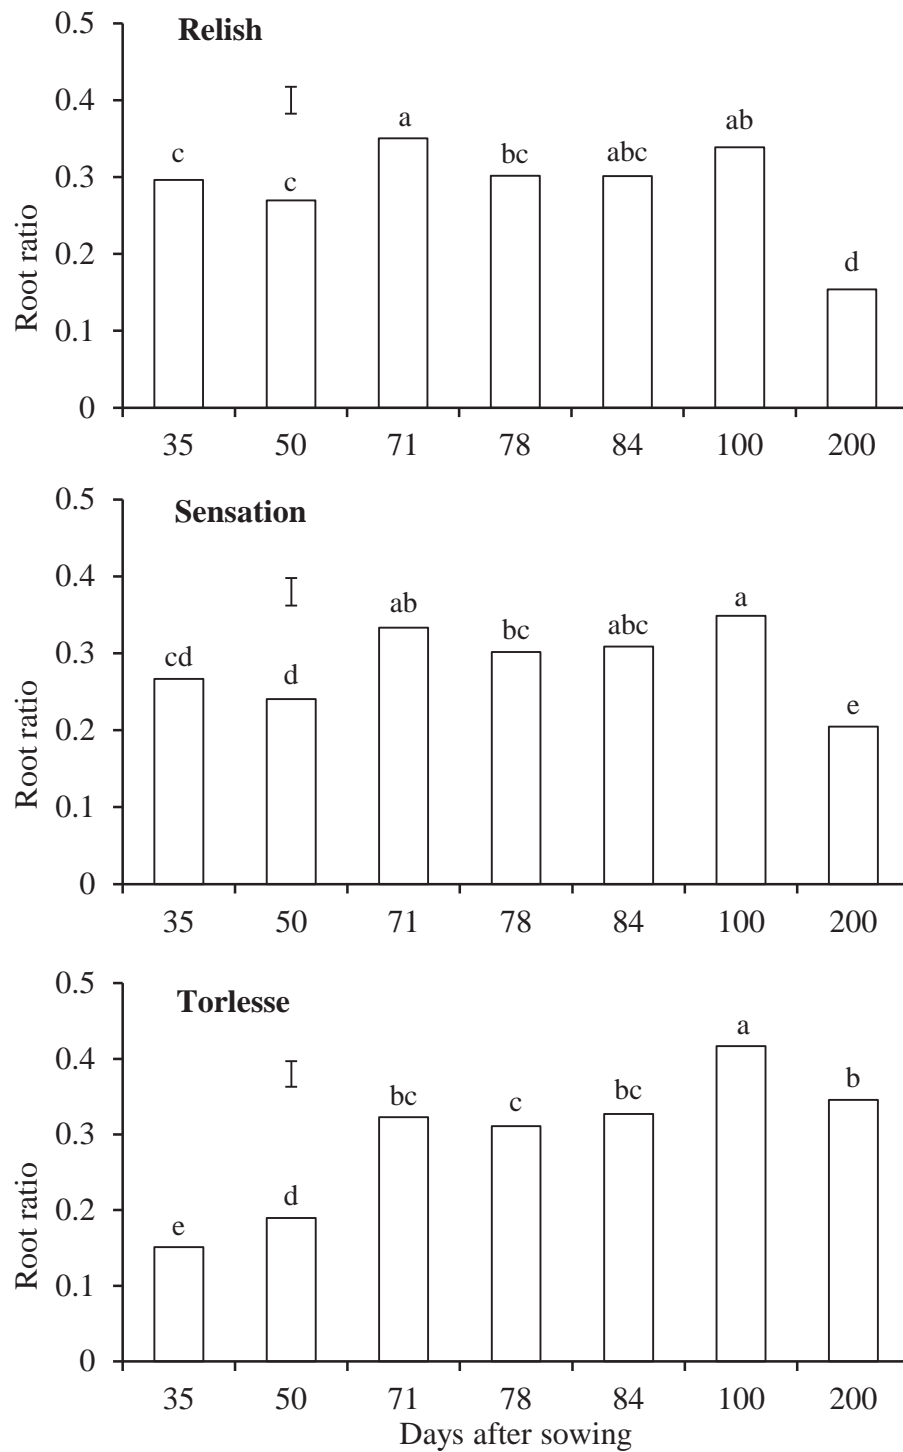 Relish
Root ratio
0.5
0.4
0.3
0.2
0.1
0
c
c
a
bc
abc
ab
d
35 50 71 78 84 100 200
Sensation
Root ratio
0.5
0.4
0.3
0.2
0.1
0
cd
d
ab
bc
abc
a
e
35 50 71 78 84 100 200
Torlesse
Root ratio
0.5
0.4
0.3
0.2
0.1
0
e
d
bc
c
bc
a
b
35 50 71 78 84 100 200
Days after sowing